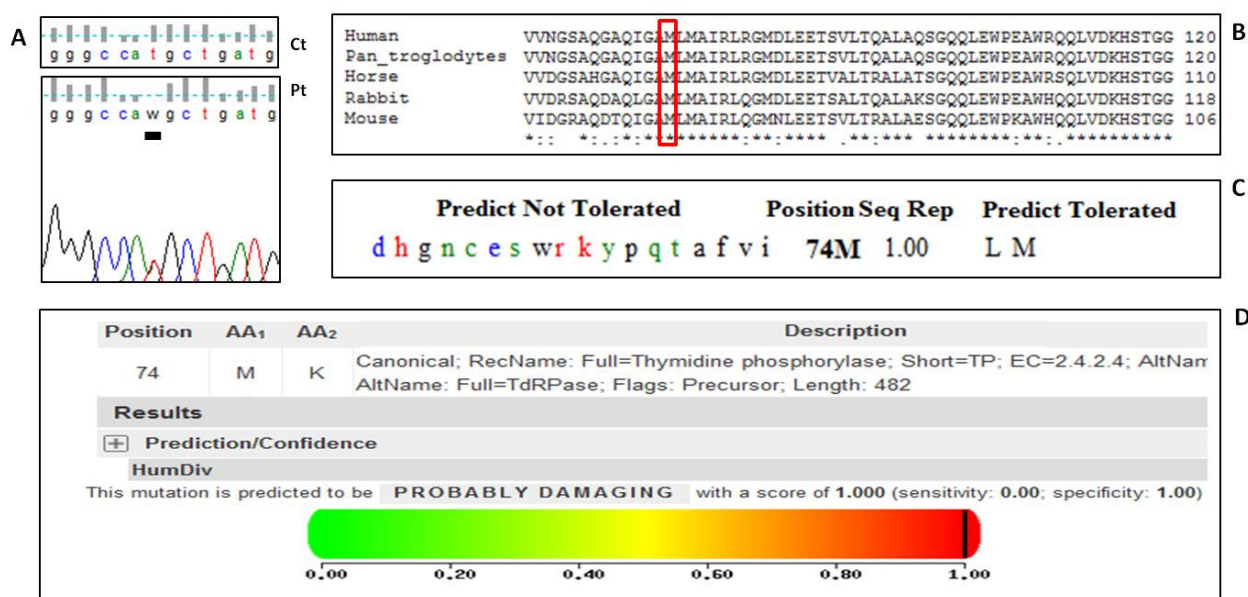 A
g g g c c a t g c t g a t g Ct
Pt
g g g c c a w g c t g a t g
B
Human VVNGSAQGAQIGAMLMAIRLRGMDLEETSVLTQALAQSGQQLEWPEAWRQQLVDKHSTGG 120
Pan_troglodytes VVNGSAQGAQIGAMLMAIRLRGMDLEETSVLTQALAQSGQQLEWPEAWRQQLVDKHSTGG 120
Horse VVDGSAHGAQIGAMLMAIRLRGMDLEETVALTRALATSGQQLEWPEAWRSQLVDKHSTGG 110
Rabbit VVDRSAQDAQLGAMLMAIRLQGMDLEETSALTQALAKSGQQLEWPEAWHQQLVDKHSTGG 118
Mouse VIDGRAQDTQIGAMLMAIRLQGMNLEETSVLTRALAESGQQLEWPKAWHQQLVDKHSTGG 106
C
Predict Not Tolerated Position Seq Rep Predict Tolerated
d h g n c e s w r k y p q t a f v i 74M 1.00 L M
D
Position AA1 AA2 Description
74 M K Canonical; RecName: Full=Thymidine phosphorylase; Short=TP; EC=2.4.2.4; AltNam
AltName: Full=TdRPase; Flags: Precursor; Length: 482
Results
+ Prediction/Confidence
HumDiv
This mutation is predicted to be PROBABLY DAMAGING with a score of 1.000 (sensitivity: 0.00; specificity: 1.00)
0.00 0.20 0.40 0.60 0.80 1.00